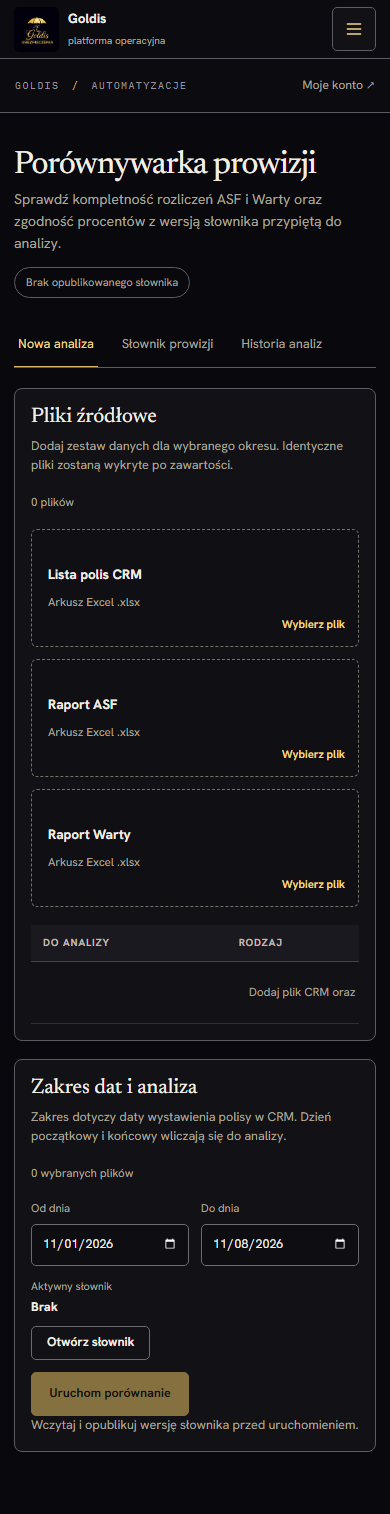 Goldis
Goldis
platforma operacyjna
GOLDIS / AUTOMATYZACJE
Moje konto ↗
Porównywarka prowizji
Sprawdź kompletność rozliczeń ASF i Warty oraz
zgodność procentów z wersją słownika przypiętą do
analizy.
Brak opublikowanego słownika
Nowa analiza
Słownik prowizji
Historia analiz
Pliki źródłowe
Dodaj zestaw danych dla wybranego okresu. Identyczne
pliki zostaną wykryte po zawartości.
0 plików
Lista polis CRM
Arkusz Excel .xlsx
Wybierz plik
Raport ASF
Arkusz Excel .xlsx
Wybierz plik
Raport Warty
Arkusz Excel .xlsx
Wybierz plik
DO ANALIZY RODZAJ
Dodaj plik CRM oraz
Zakres dat i analiza
Zakres dotyczy daty wystawienia polisy w CRM. Dzień
początkowy i końcowy wliczają się do analizy.
0 wybranych plików
Od dnia Do dnia
11/01/2026 11/08/2026
Aktywny słownik
Brak
Otwórz słownik
Uruchom porównanie
Wczytaj i opublikuj wersję słownika przed uruchomieniem.